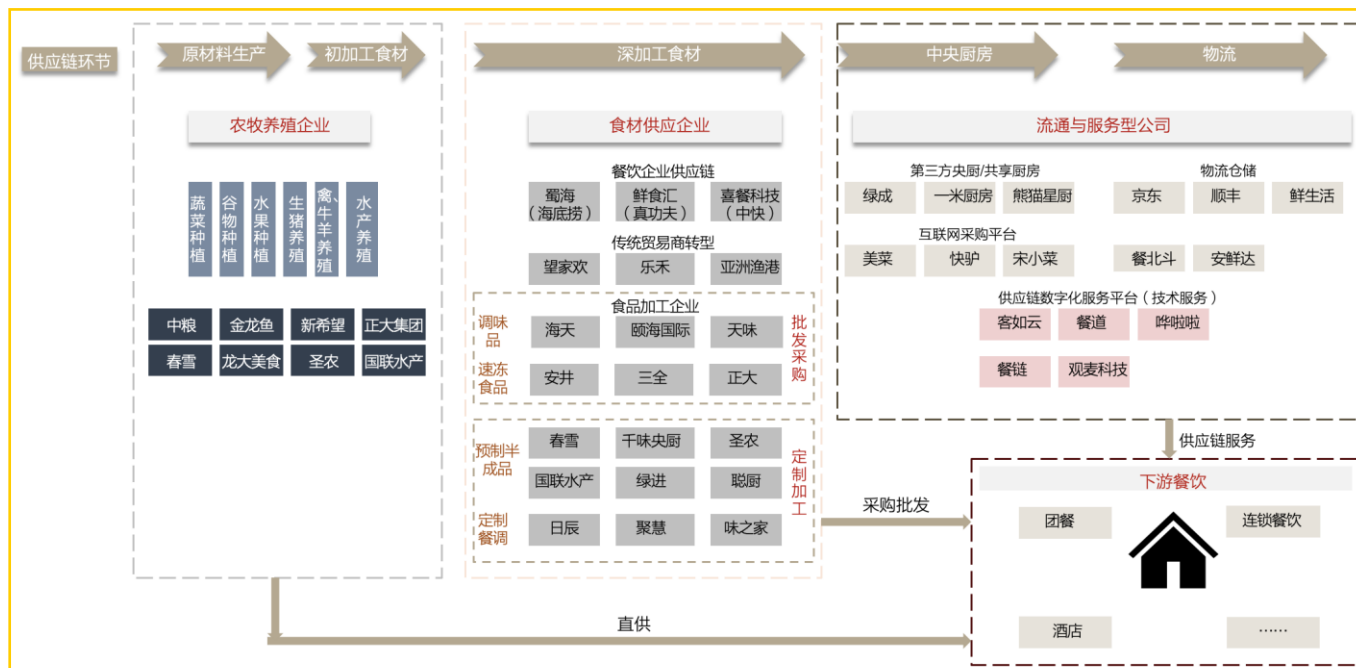 供应链环节
原材料生产
初加工食材
深加工食材
中央厨房
物流
农牧养殖企业
蔬菜种植
谷物种植
水果种植
生猪养殖
禽、牛羊养殖
水产养殖
中粮
金龙鱼
新希望
正大集团
春雪
龙大美食
圣农
国联水产
食材供应企业
餐饮企业供应链
蜀海
（海底捞）
鲜食汇
（真功夫）
喜餐科技
（中快）
传统贸易商转型
望家欢
乐禾
亚洲渔港
食品加工企业
调味
品
海天
颐海国际
天味
速冻
食品
安井
三全
正大
批发采购
预制半
成品
春雪
千味央厨
圣农
国联水产
绿进
聪厨
定制
餐调
日辰
聚慧
味之家
定制加工
流通与服务型公司
第三方央厨/共享厨房
绿成
一米厨房
熊猫星厨
物流仓储
京东
顺丰
鲜生活
互联网采购平台
美菜
快驴
宋小菜
餐北斗
安鲜达
供应链数字化服务平台（技术服务）
客如云
餐道
哗啦啦
餐链
观麦科技
供应链服务
采购批发
直供
下游餐饮
团餐
连锁餐饮
酒店
……